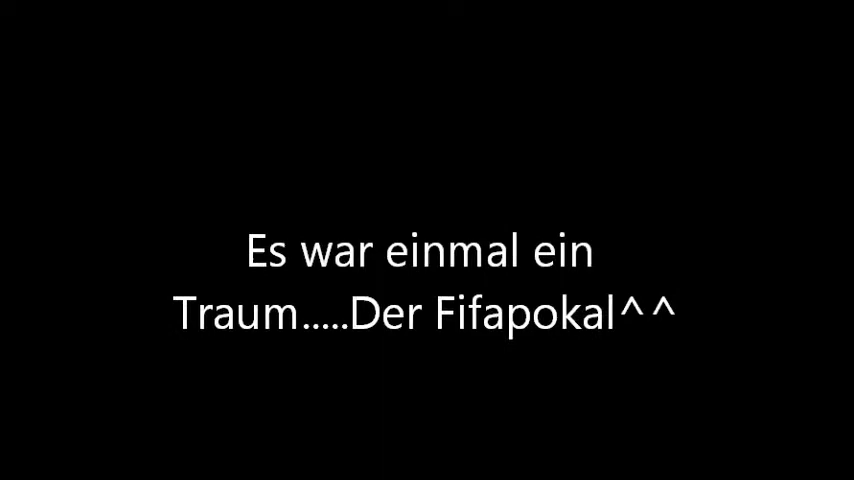 Es war einmal ein
Traum.....Der Fifapokal^^